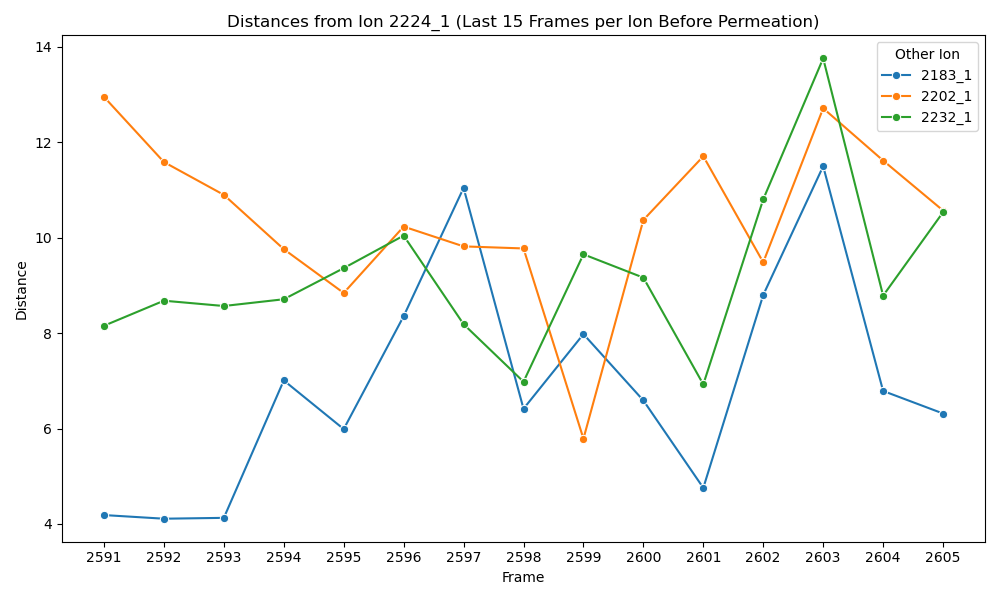 Distances from Ion 2224_1 (Last 15 Frames per Ion Before Permeation)
Other Ion
2183_1
2202_1
2232_1
14
12
10
8
6
4
Distance
2591 2592 2593 2594 2595 2596 2597 2598 2599 2600 2601 2602 2603 2604 2605
Frame